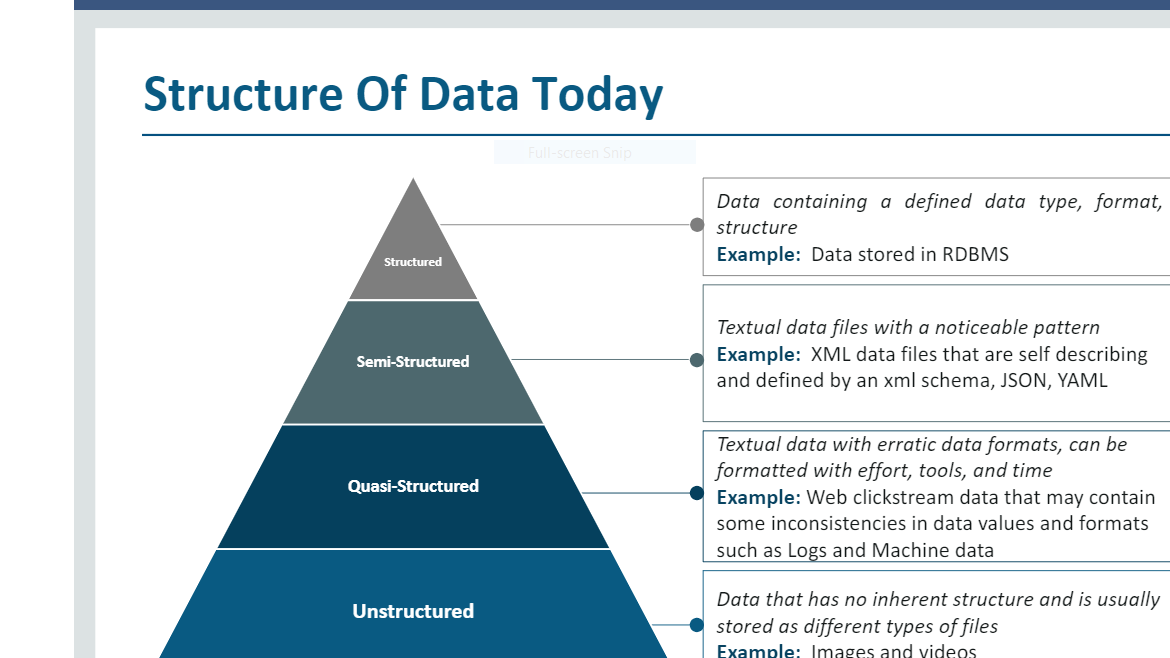 Structure Of Data Today
Full-screen Snip
Structured
Data containing a defined data type, format,
structure
Example: Data stored in RDBMS
Semi-Structured
Textual data files with a noticeable pattern
Example: XML data files that are self describing
and defined by an xml schema, JSON, YAML
Quasi-Structured
Textual data with erratic data formats, can be
formatted with effort, tools, and time
Example: Web clickstream data that may contain
some inconsistencies in data values and formats
such as Logs and Machine data
Unstructured
Data that has no inherent structure and is usually
stored as different types of files
Example: Images and videos